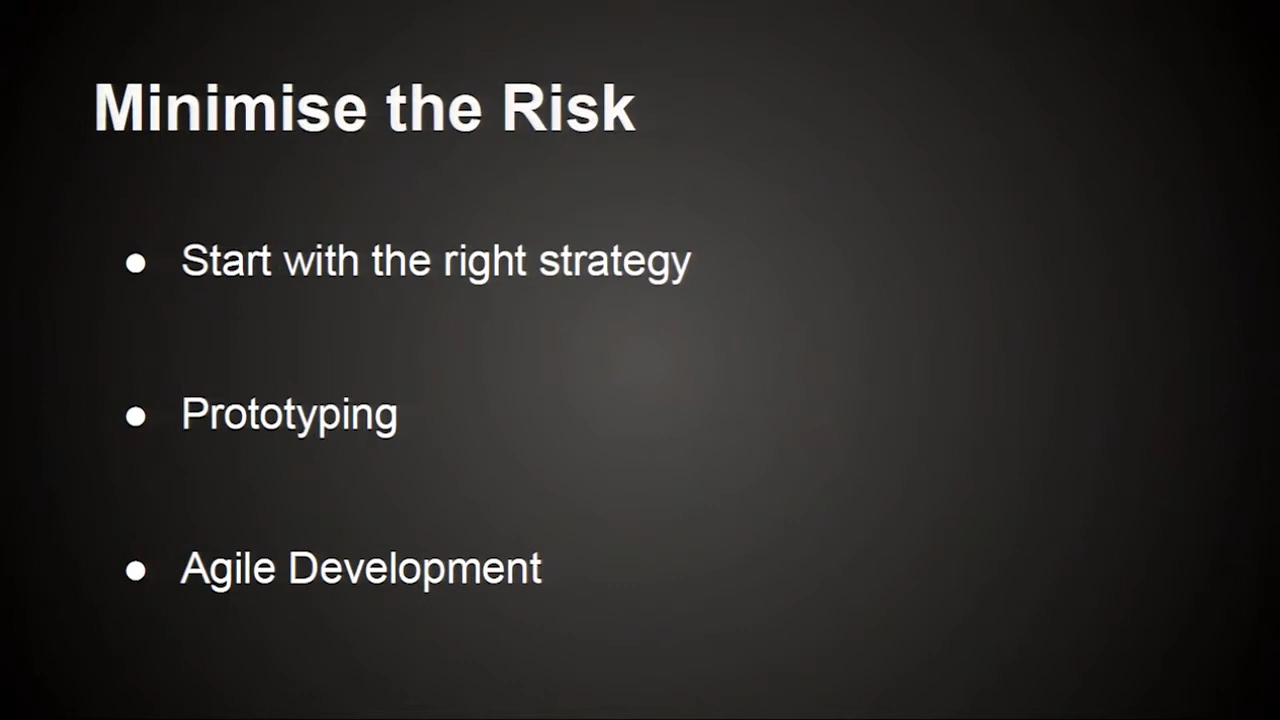 Minimise the Risk
● Start with the right strategy
● Prototyping
● Agile Development